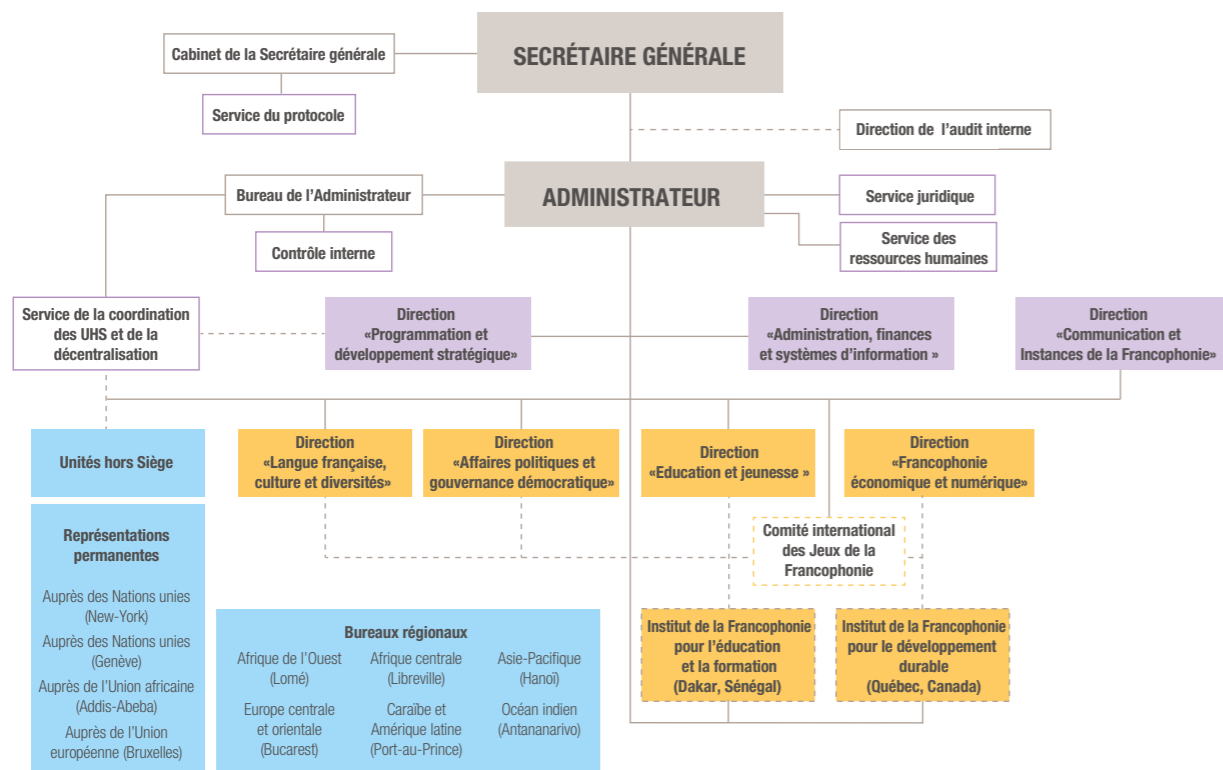 SECRÉTAIRE GÉNÉRALE
Cabinet de la Secrétaire générale
Service du protocole
Direction de l’audit interne
ADMINISTRATEUR
Bureau de l’Administrateur
Contrôle interne
Service juridique
Service des
ressources humaines
Service de la coordination
des UHS et de la
décentralisation
Direction
«Programmation et
développement stratégique»
Direction
«Administration, finances
et systèmes d’information »
Direction
«Communication et
Instances de la Francophonie»
Unités hors Siège
Direction
«Langue française,
culture et diversités»
Direction
«Affaires politiques et
gouvernance démocratique»
Direction
«Education et jeunesse »
Direction
«Francophonie
économique et numérique»
Comité international
des Jeux de la
Francophonie
Représentations
permanentes
Auprès des Nations unies
(New-York)
Auprès des Nations unies
(Genève)
Auprès de l’Union africaine
(Addis-Abeba)
Auprès de l’Union
européenne (Bruxelles)
Bureaux régionaux
Afrique de l’Ouest
(Lomé)
Afrique centrale
(Libreville)
Asie-Pacifique
(Hanoï)
Europe centrale
et orientale
(Bucarest)
Caraïbe et
Amérique latine
(Port-au-Prince)
Océan indien
(Antananarivo)
Institut de la Francophonie
pour l’éducation
et la formation
(Dakar, Sénégal)
Institut de la Francophonie
pour le développement
durable
(Québec, Canada)